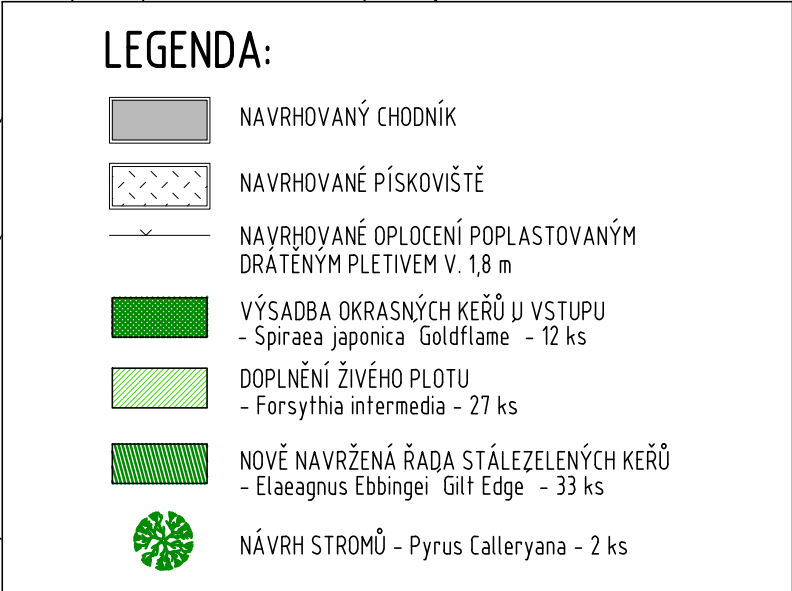 LEGENDA:
NAVRHOVANÝ CHODNÍK
NAVRHOVANÉ PÍSKOVIŠTĚ
NAVRHOVANÉ OPLOCENÍ POPLASTOVANÝM
DRÁTĚNÝM PLETIVEM V. 1,8 m
VÝSADBA OKRASNÝCH KEŘŮ U VSTUPU
- Spiraea japonica ´Goldflame´ - 12 ks
DOPLNĚNÍ ŽIVÉHO PLOTU
- Forsythia intermedia - 27 ks
NOVĚ NAVRŽENÁ ŘADA STÁLEZELENÝCH KEŘŮ
- Elaeagnus Ebbingei ´Gilt Edge´ - 33 ks
NÁVRH STROMŮ - Pyrus Calleryana - 2 ks